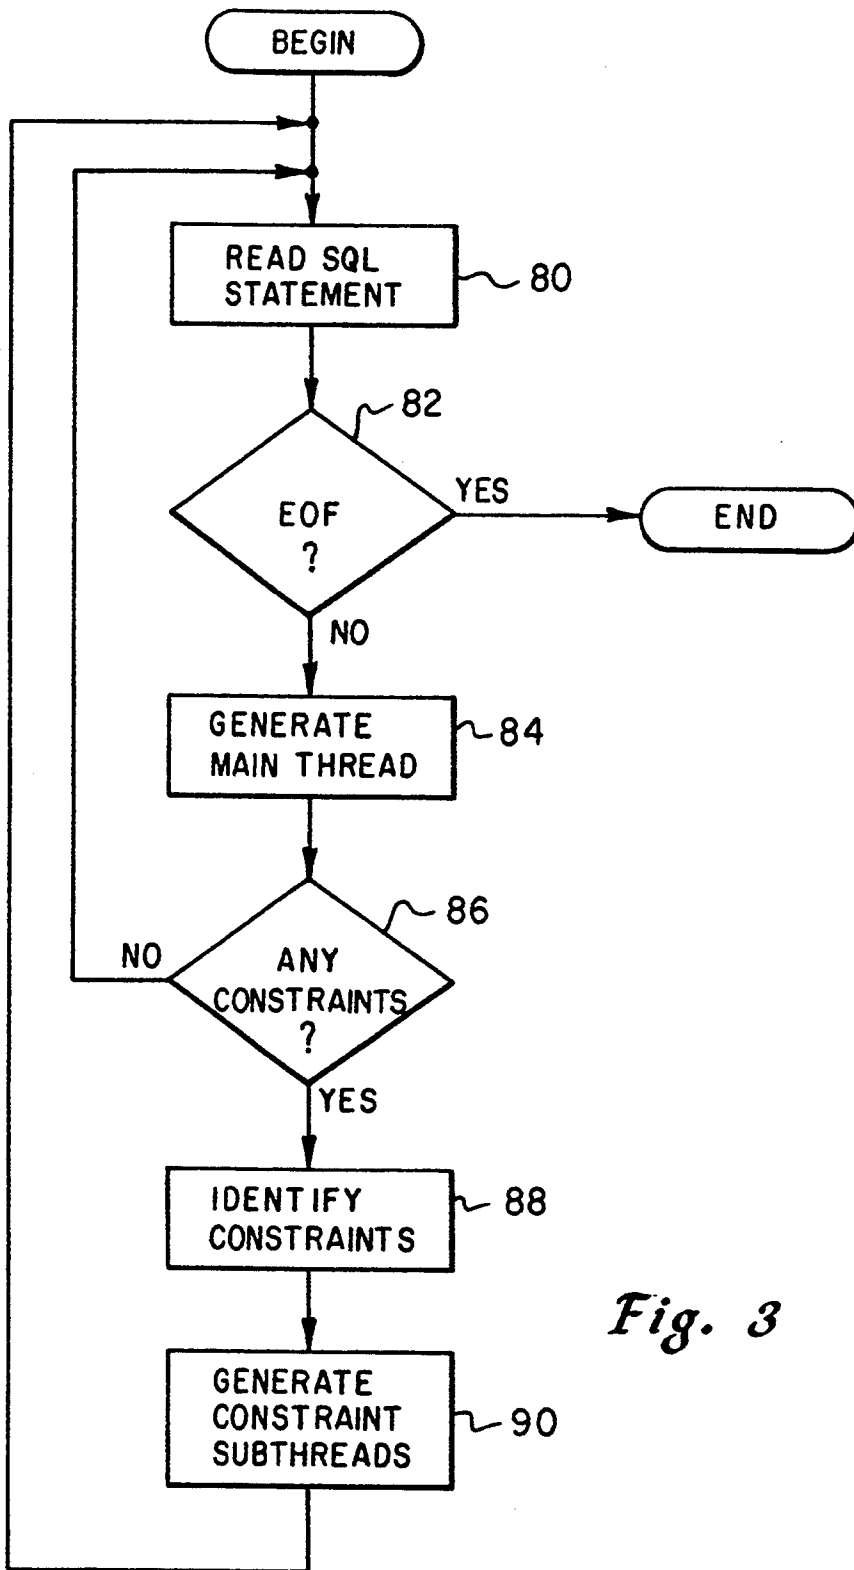 BEGIN
READ SQL
STATEMENT
80
82
EOF
?
YES
END
NO
GENERATE
MAIN THREAD
84
86
NO
ANY
CONSTRAINTS
?
YES
IDENTIFY
CONSTRAINTS
88
GENERATE
CONSTRAINT
SUBTHREADS
90
Fig. 3